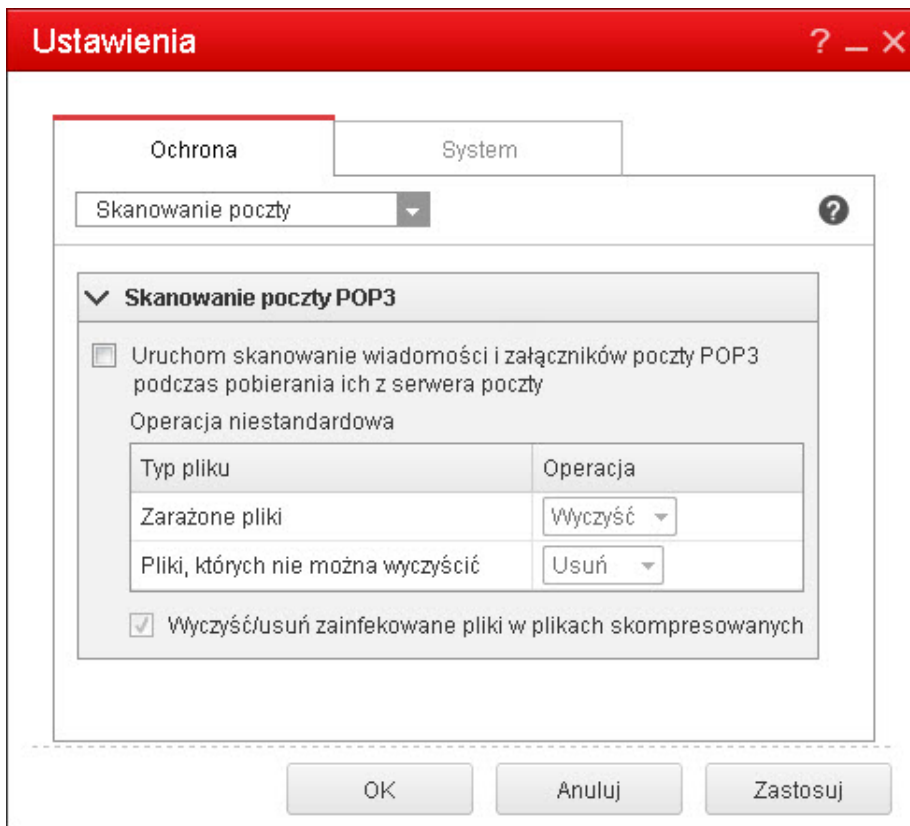 Ustawienia
Ochrona
System
Skanowanie poczty
Skanowanie poczty POP3
Uruchom skanowanie wiadomości i załączników poczty POP3
podczas pobierania ich z serwera poczty
Operacja niestandardowa
Typ pliku
Operacja
Zarażone pliki
Wyczyść
Pliki, których nie można wyczyścić
Usuń
Wyczyść/usuń zainfekowane pliki w plikach skompresowanych
OK
Anuluj
Zastosuj